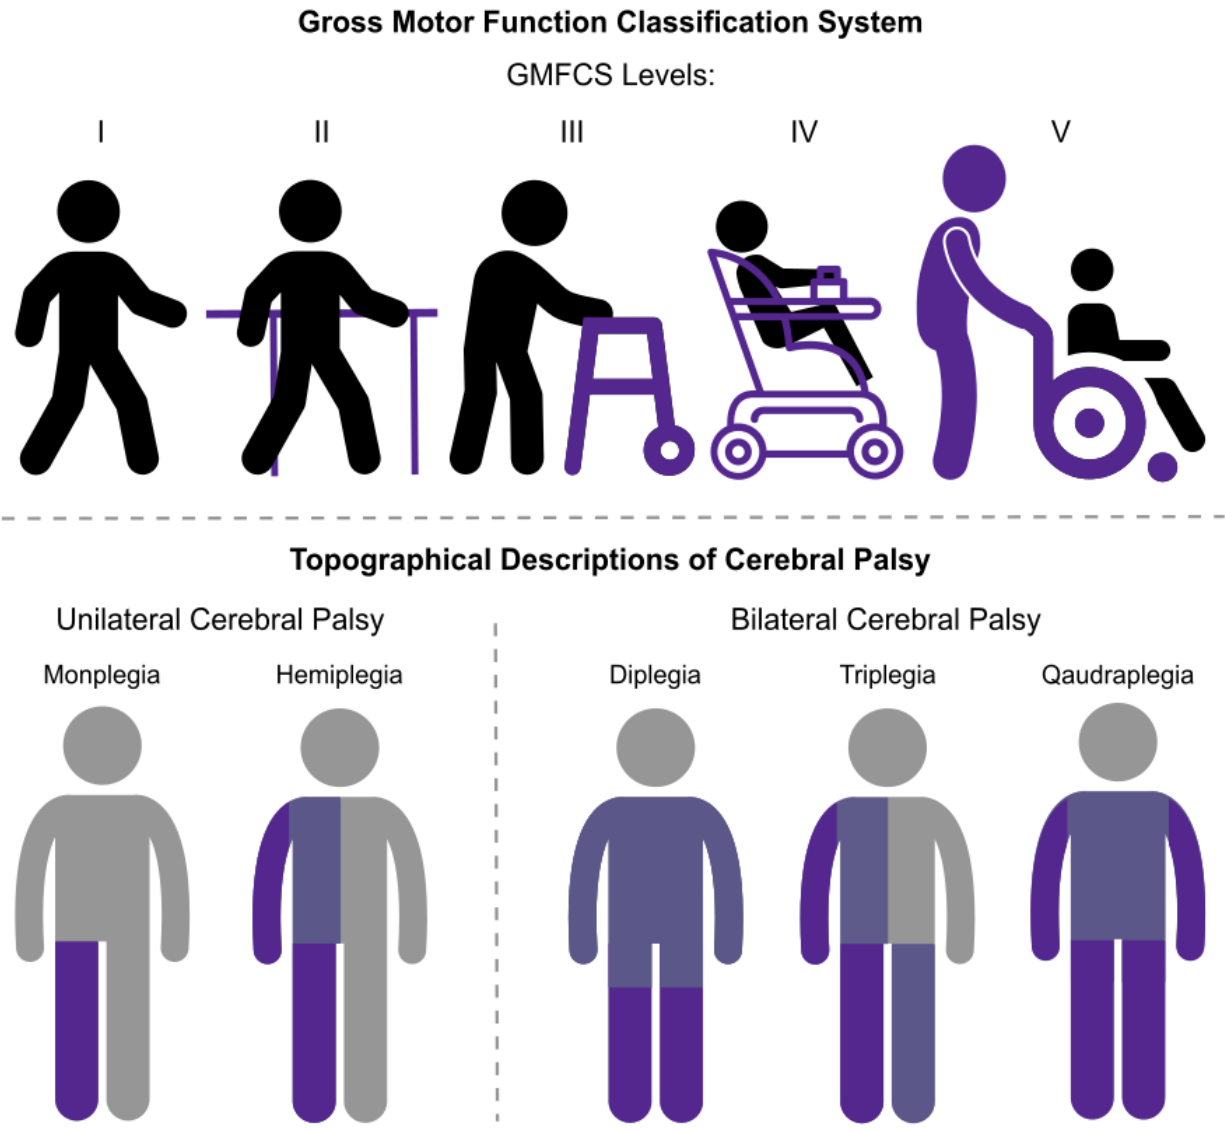 Gross Motor Function Classification System
GMFCS Levels:
I II III IV V
Topographical Descriptions of Cerebral Palsy
Unilateral Cerebral Palsy
Monplegia Hemiplegia
Bilateral Cerebral Palsy
Diplegia Triplegia Qaudraplegia